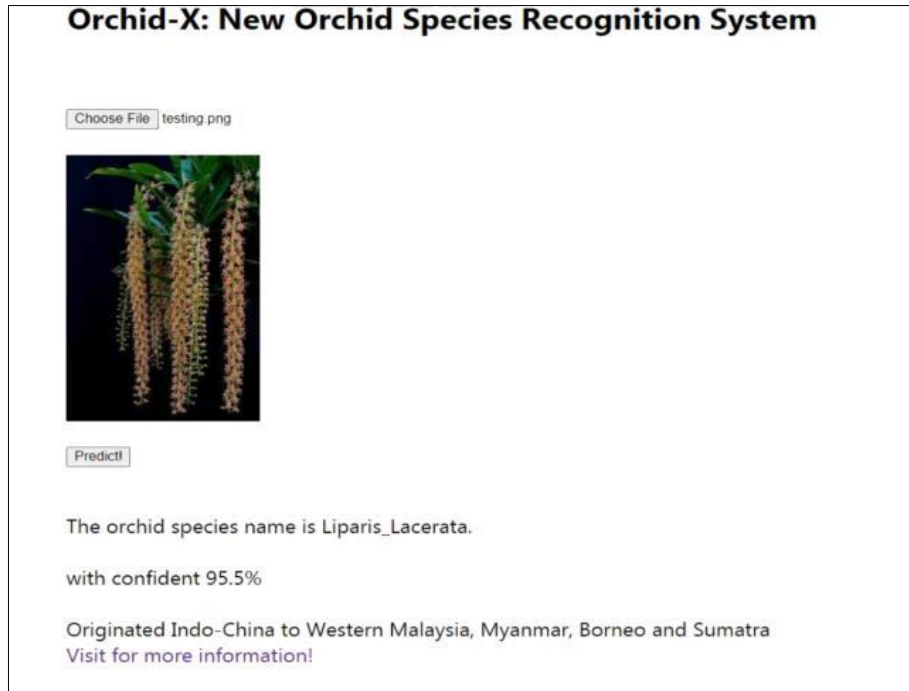 Orchid-X: New Orchid Species Recognition System
Choose File testing.png
Predict!
The orchid species name is Liparis_Lacerata.
with confident 95.5%
Originated Indo-China to Western Malaysia, Myanmar, Borneo and Sumatra
Visit for more information!